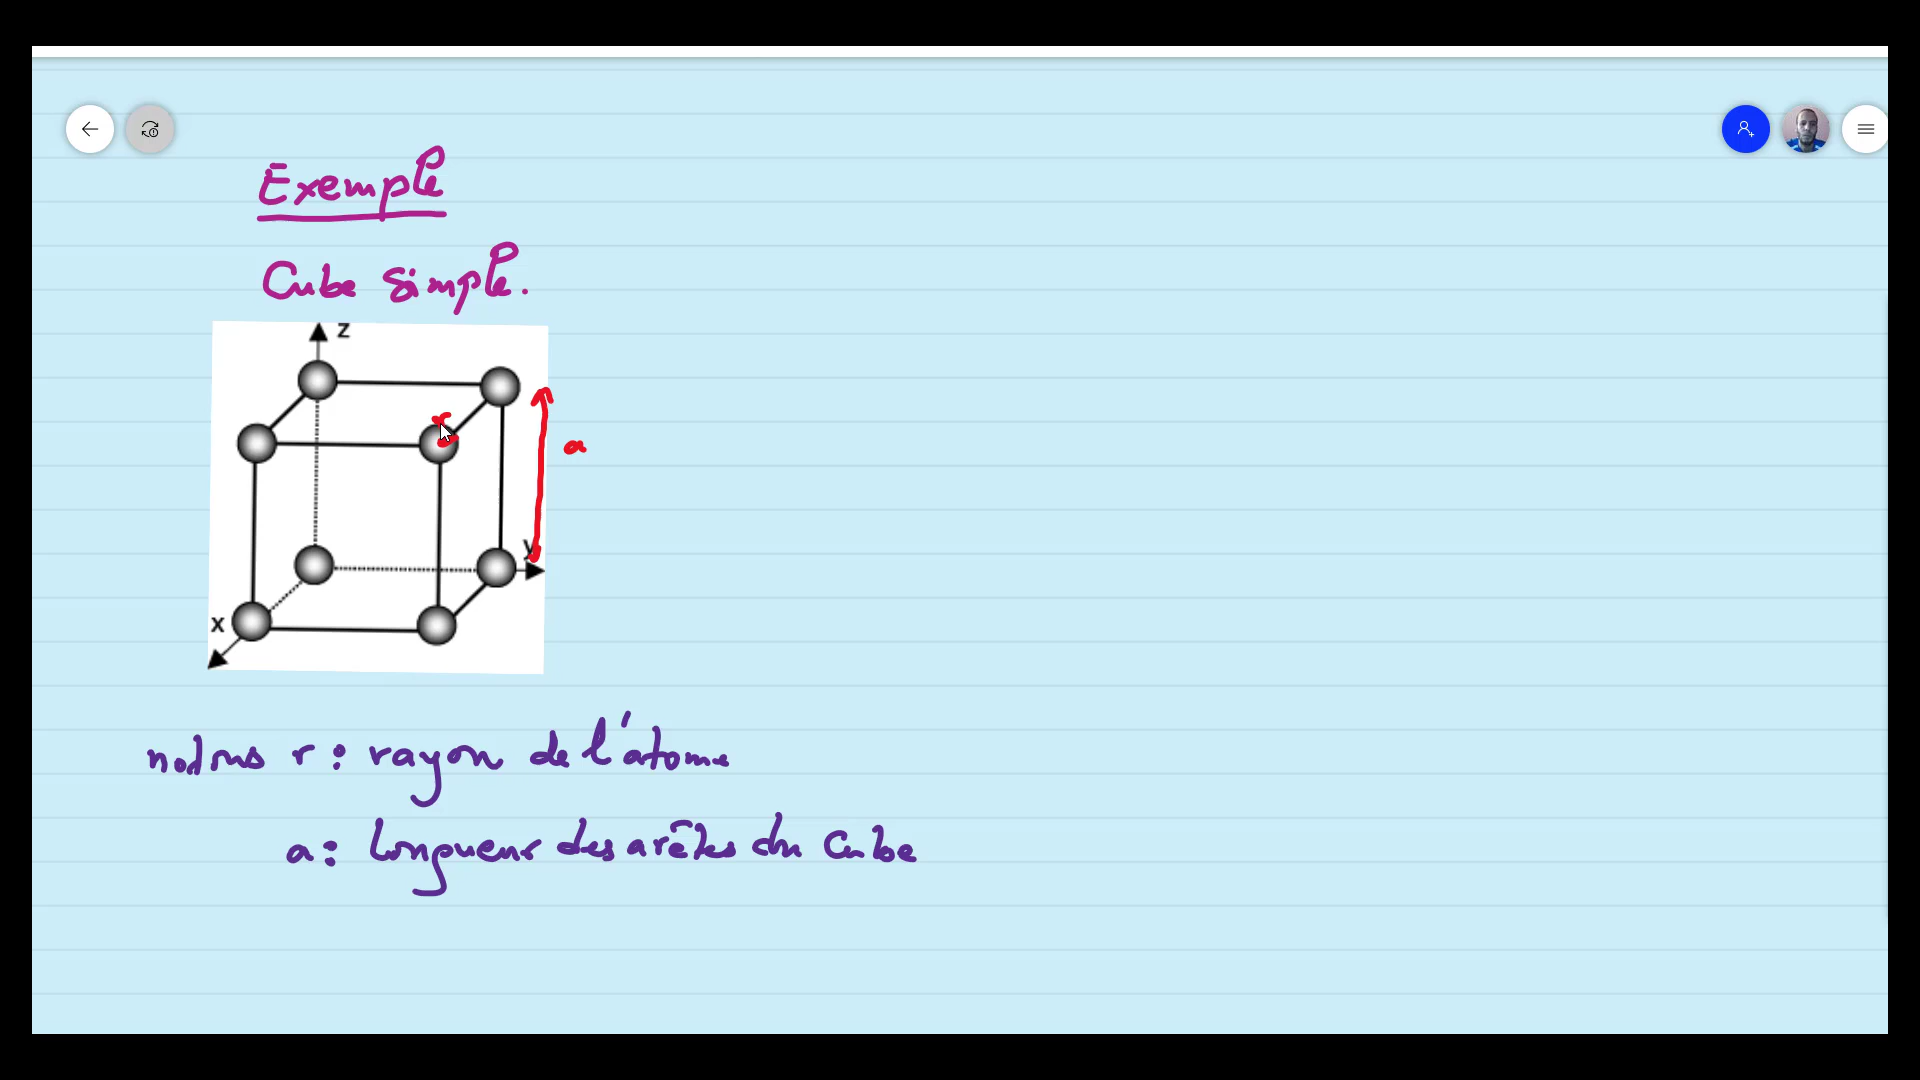 Exemple
Cube simple.
z
r
a
y
x
notons r : rayon de l'atome
a : longueur des arêtes du cube